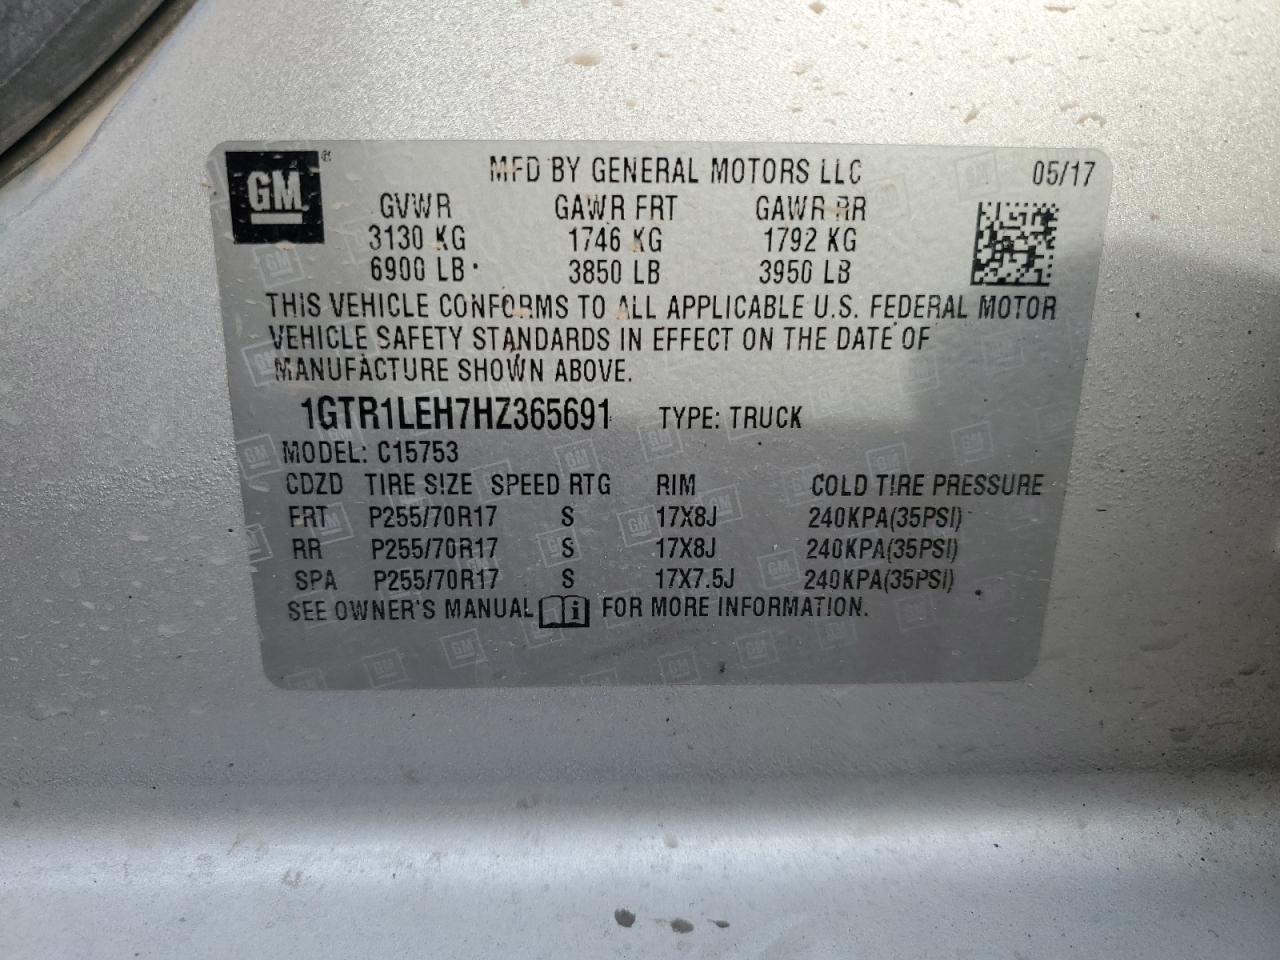 GM ®
MFD BY GENERAL MOTORS LLC 05/17
GVWR GAWR FRT GAWR RR
3130 KG 1746 KG 1792 KG
6900 LB 3850 LB 3950 LB
THIS VEHICLE CONFORMS TO ALL APPLICABLE U.S. FEDERAL MOTOR
VEHICLE SAFETY STANDARDS IN EFFECT ON THE DATE OF
MANUFACTURE SHOWN ABOVE.
1GTR1LEH7HZ365691 TYPE: TRUCK
MODEL: C15753
CDZD TIRE SIZE SPEED RTG RIM COLD TIRE PRESSURE
FRT P255/70R17 S 17X8J 240KPA(35PSI)
RR P255/70R17 S 17X8J 240KPA(35PSI)
SPA P255/70R17 S 17X7.5J 240KPA(35PSI)
SEE OWNER'S MANUAL i FOR MORE INFORMATION.